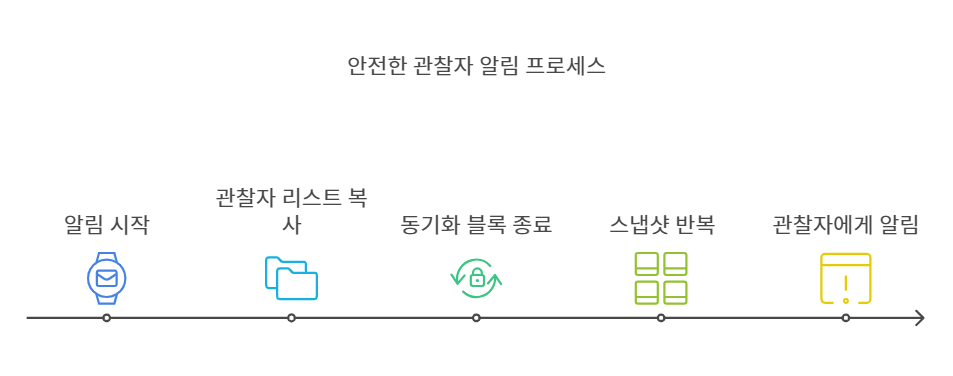 안전한 관찰자 알림 프로세스
알림 시작
관찰자 리스트 복
사
동기화 블록 종료
스냅샷 반복
관찰자에게 알림